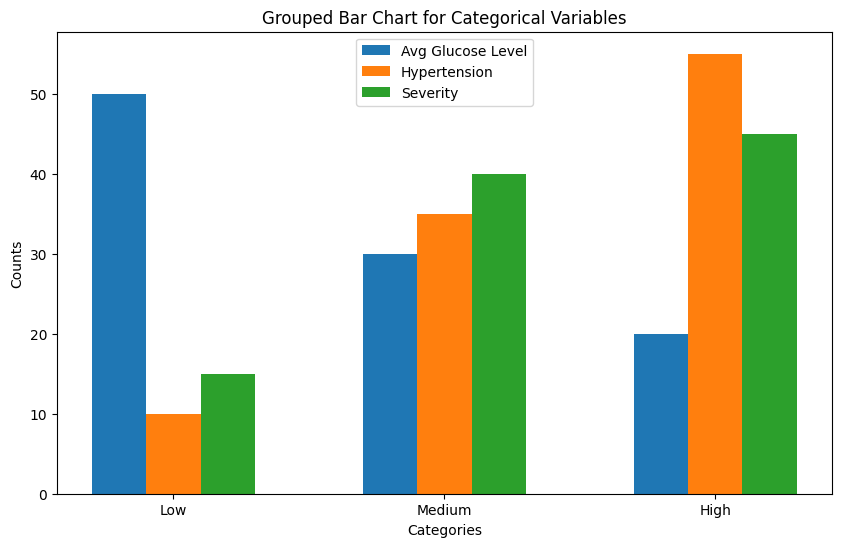 Grouped Bar Chart for Categorical Variables
Avg Glucose Level
Hypertension
Severity
Counts
50
40
30
20
10
0
Low Medium High
Categories